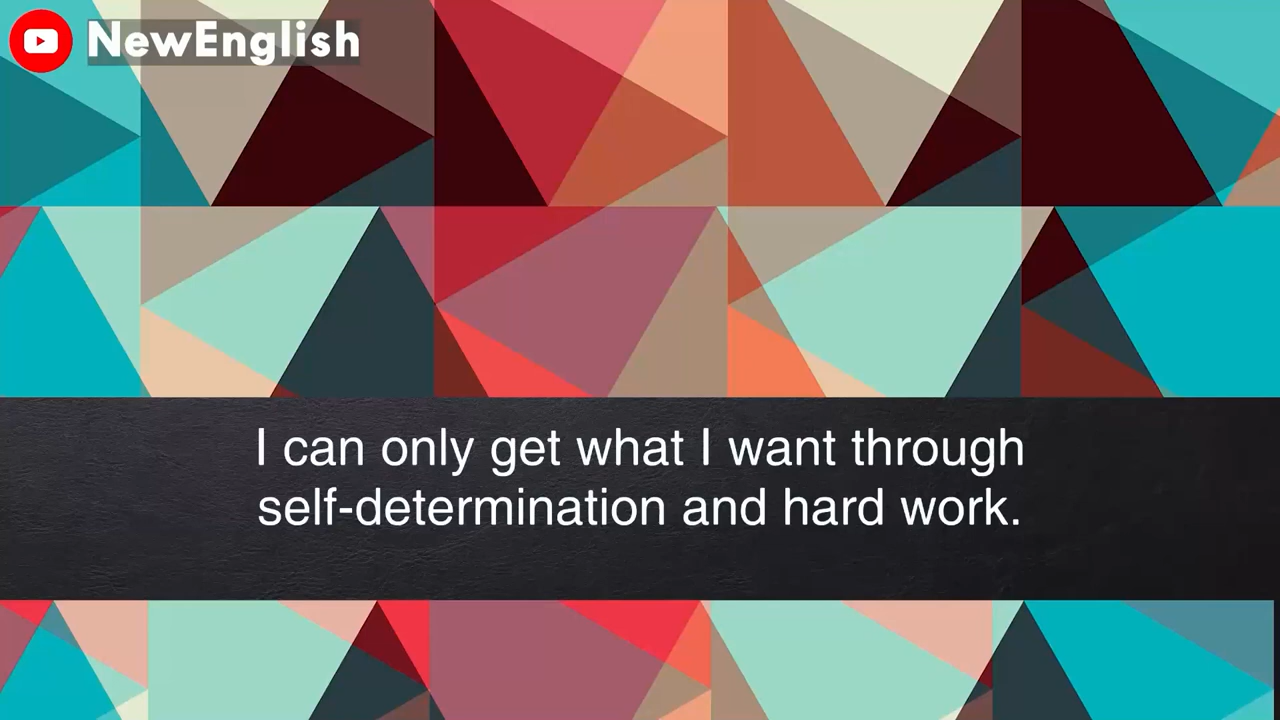 NewEnglish
I can only get what I want through
self-determination and hard work.